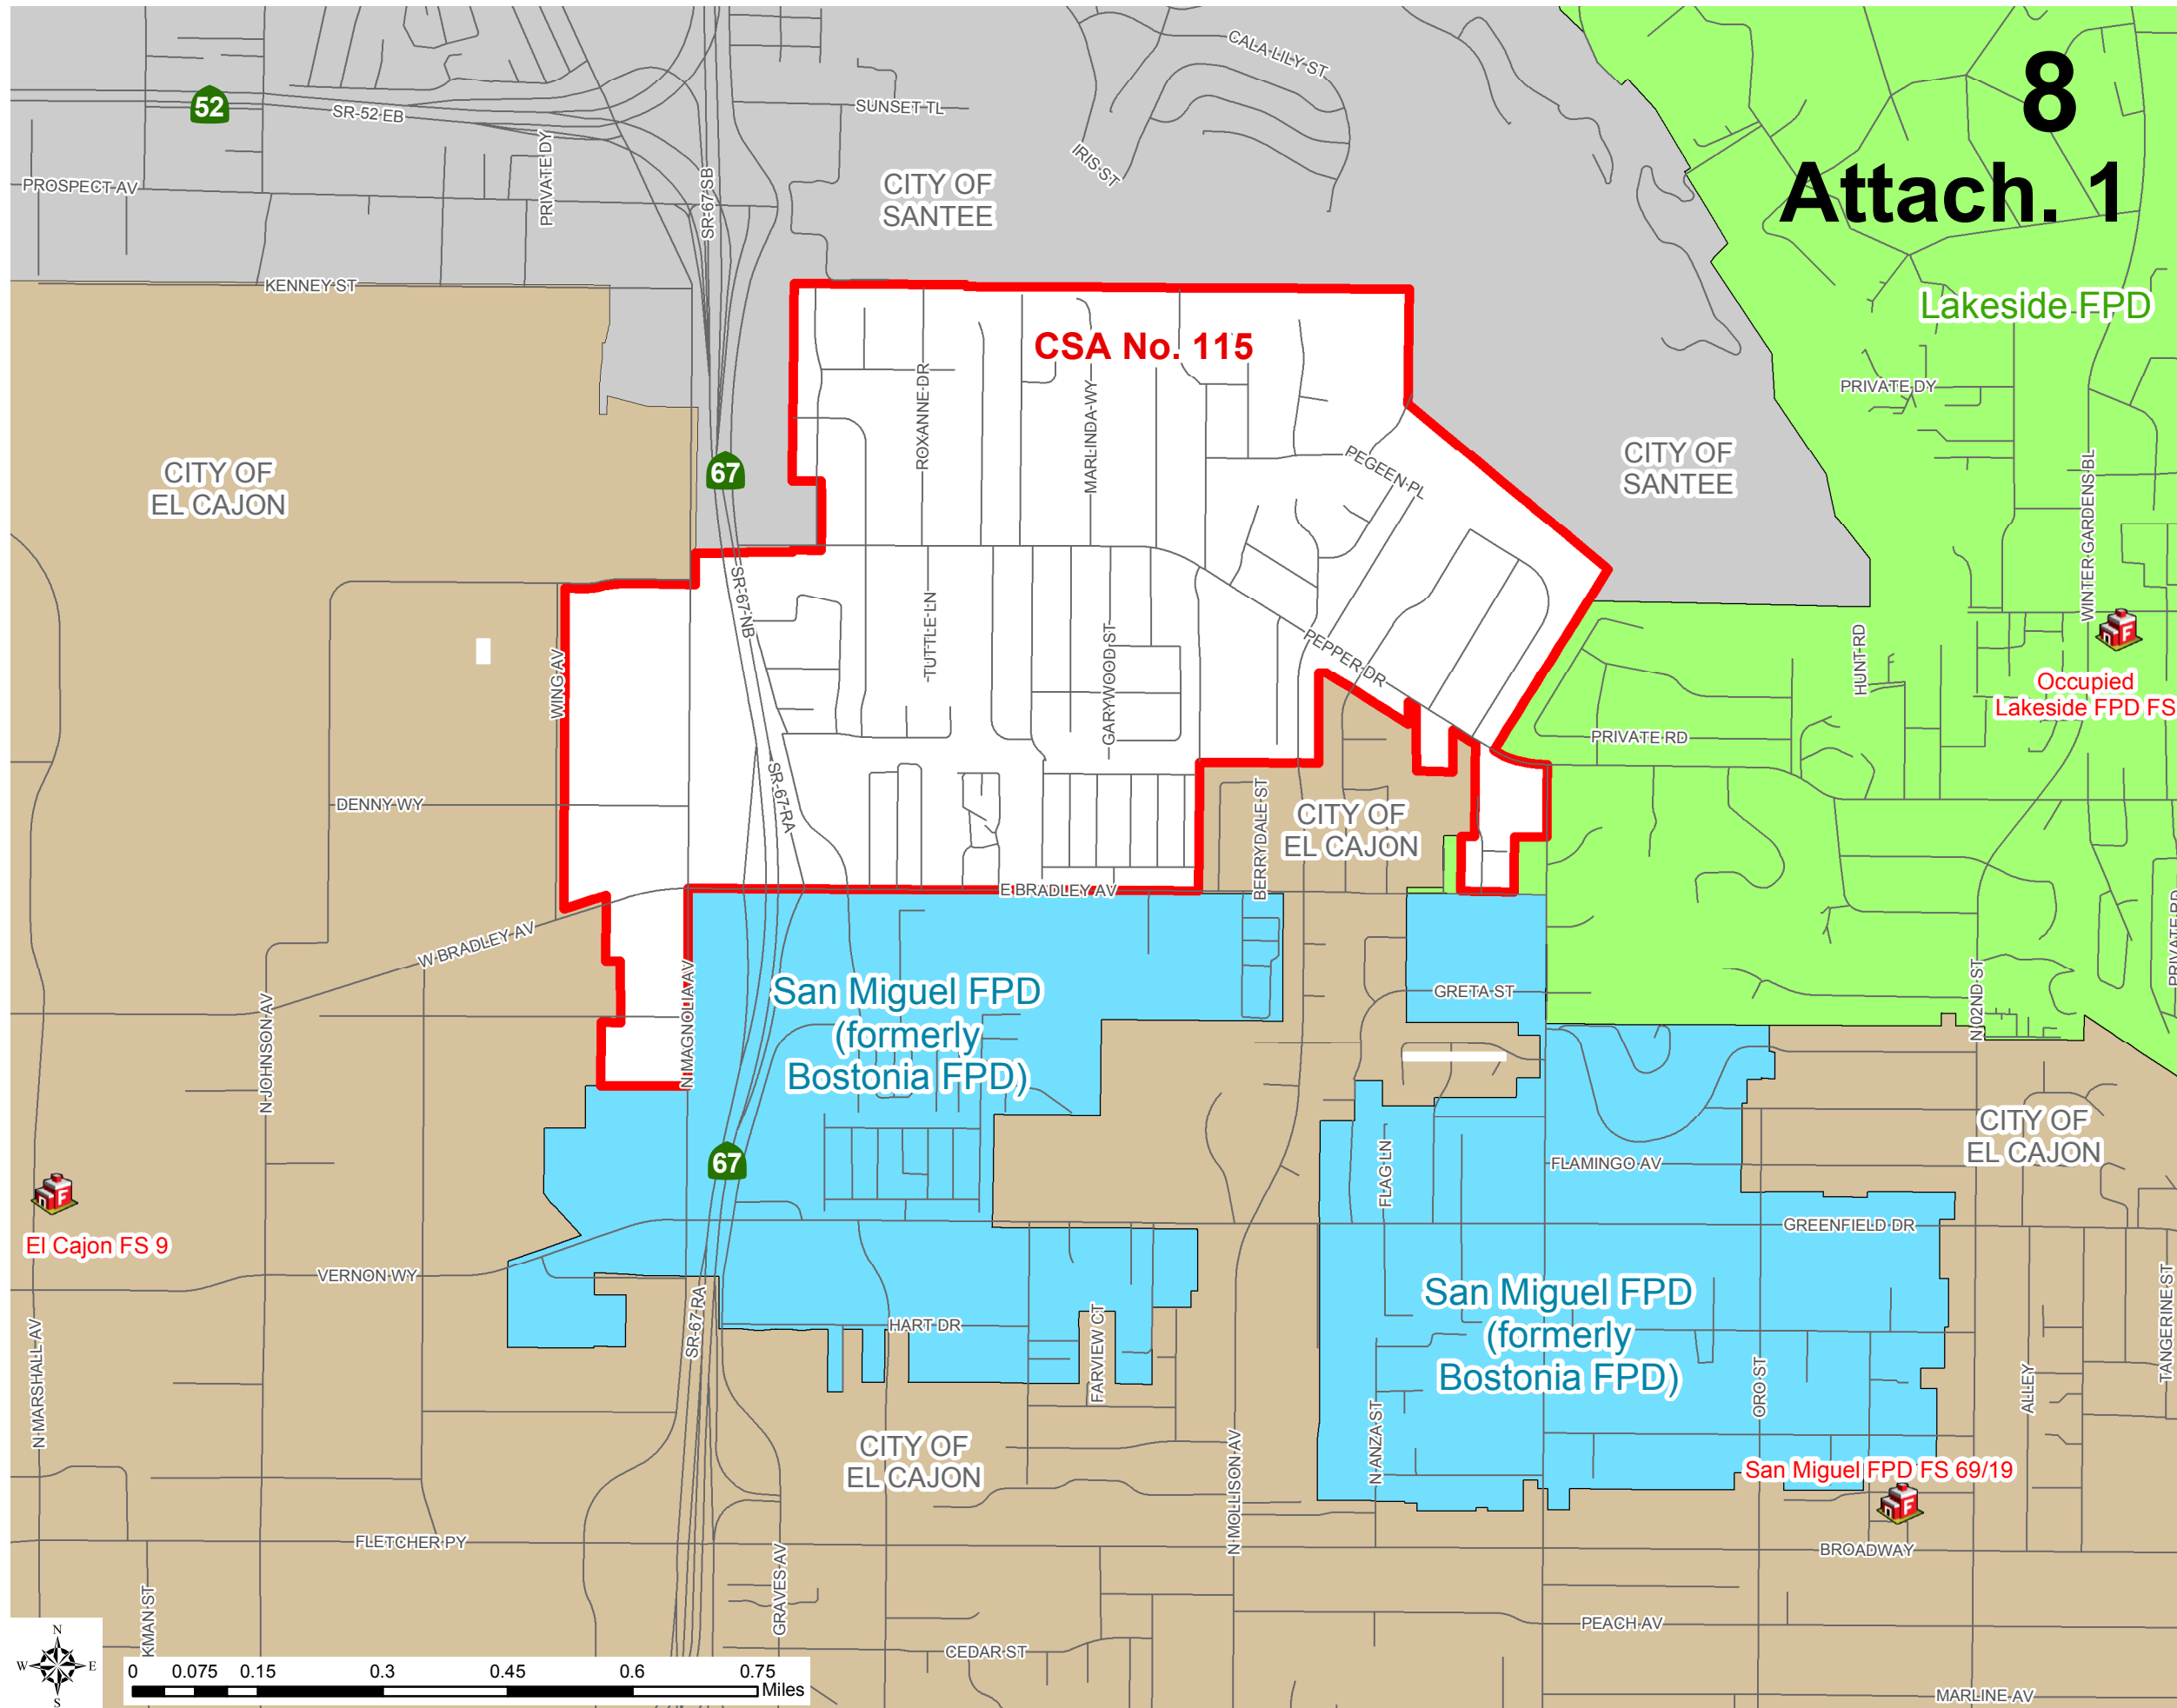 8
Attach. 1
CALA LILY ST
52
SR-52 EB
SUNSET TL
PRIVATE DY
IRIS ST
PROSPECT AV
SR-67 SB
CITY OF
SANTEE
KENNEY ST
Lakeside FPD
CSA No. 115
PRIVATE DY
ROXANNE DR
MARLINDA WY
CITY OF
EL CAJON
67
PEGEEN PL
CITY OF
SANTEE
WINTER GARDENS BL
SR-67 NB
TUTTLE LN
GARYWOOD ST
PEPPER DR
HUNT RD
WING AV
Occupied
Lakeside FPD FS
PRIVATE RD
DENNY WY
SR-67 RA
BERRYDALE ST
CITY OF
EL CAJON
E BRADLEY AV
W BRADLEY AV
PRIVATE RD
N MAGNOLIA AV
San Miguel FPD
(formerly
Bostonia FPD)
GRETA ST
N 02ND ST
N JOHNSON AV
67
FLAG LN
FLAMINGO AV
CITY OF
EL CAJON
El Cajon FS 9
GREENFIELD DR
VERNON WY
SR-67 RA
HART DR
FARVIEW CT
San Miguel FPD
(formerly
Bostonia FPD)
TANGERINE ST
N MARSHALL AV
ORO ST
ALLEY
CITY OF
EL CAJON
N MOLLISON AV
N ANZA ST
San Miguel FPD FS 69/19
FLETCHER PY
BROADWAY
GRAVES AV
KMAN ST
PEACH AV
CEDAR ST
MARLINE AV
N
W E
S
0 0.075 0.15 0.3 0.45 0.6 0.75
Miles